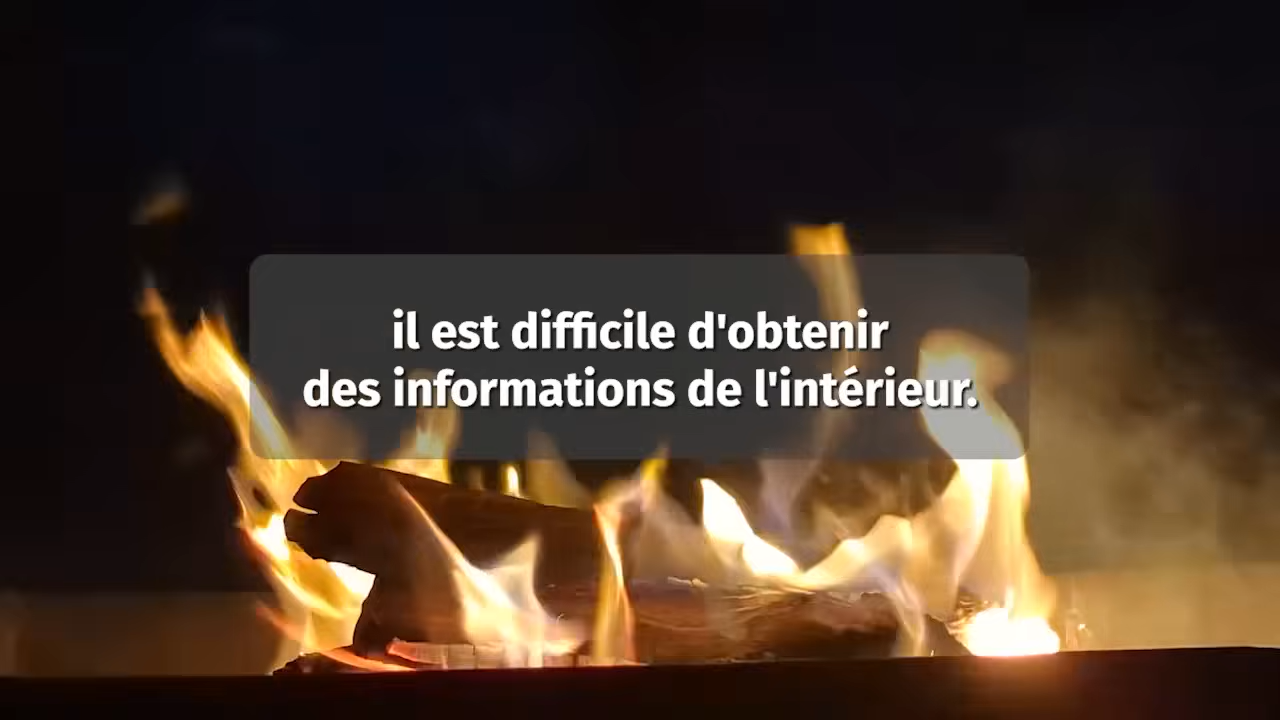 il est difficile d'obtenir
des informations de l'intérieur.